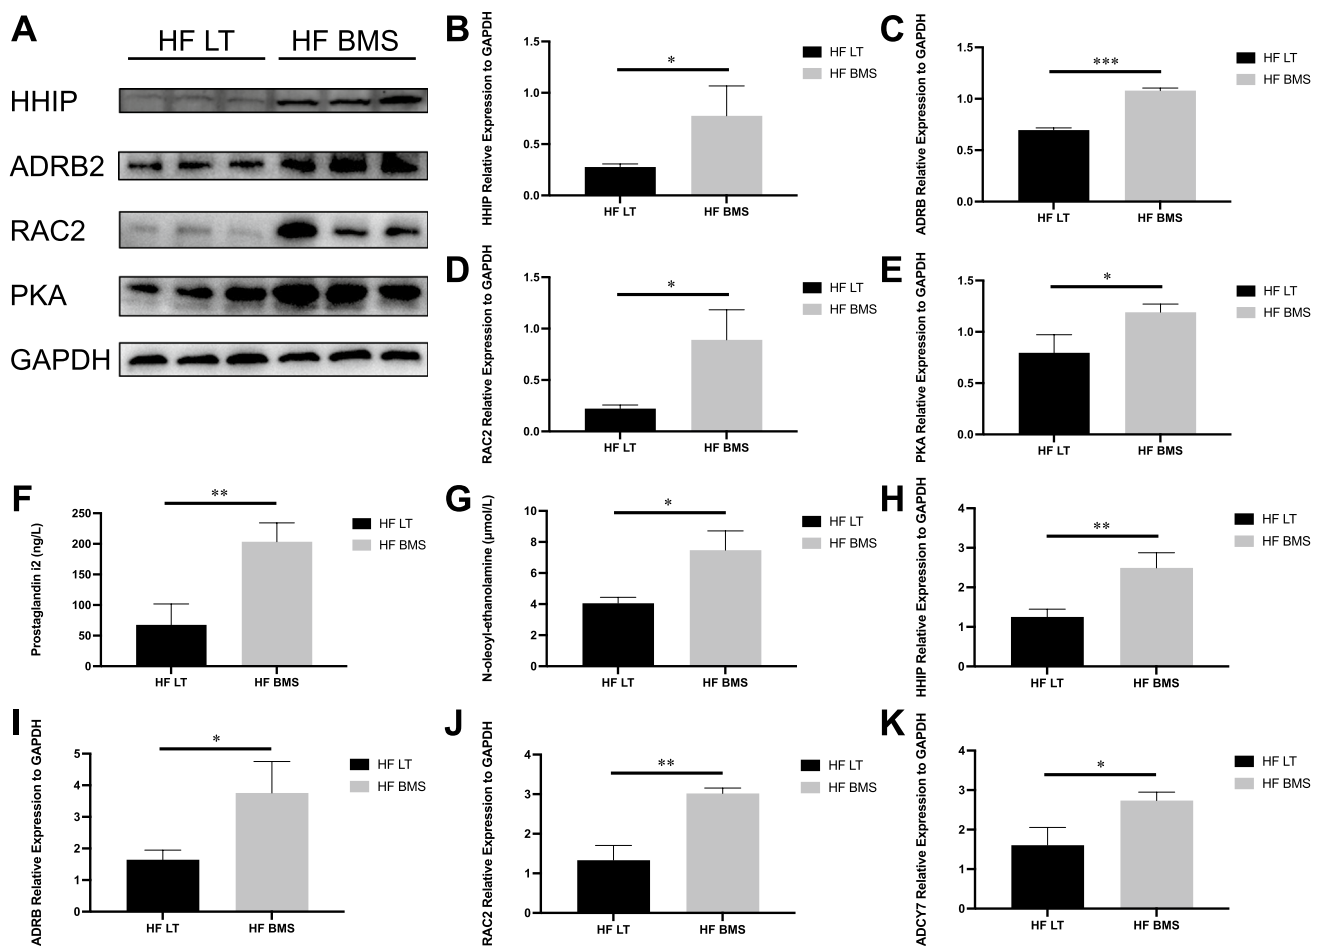 A
HF LT
HF BMS
HHIP
ADRB2
RAC2
PKA
GAPDH
B
HHIP Relative Expression to GAPDH
1.5
1.0
0.5
0.0
*
HF LT
HF BMS
HF LT
HF BMS
C
ADRB Relative Expression to GAPDH
1.5
1.0
0.5
0.0
***
HF LT
HF BMS
HF LT
HF BMS
D
RAC2 Relative Expression to GAPDH
1.5
1.0
0.5
0.0
*
HF LT
HF BMS
HF LT
HF BMS
E
PKA Relative Expression to GAPDH
1.5
1.0
0.5
0.0
*
HF LT
HF BMS
HF LT
HF BMS
F
Prostaglandin i2 (ng/L)
250
200
150
100
50
0
**
HF LT
HF BMS
HF LT
HF BMS
G
N-oleoyl-ethanolamine (μmol/L)
10
8
6
4
2
0
*
HF LT
HF BMS
HF LT
HF BMS
H
HHIP Relative Expression to GAPDH
4
3
2
1
0
**
HF LT
HF BMS
HF LT
HF BMS
I
ADRB Relative Expression to GAPDH
5
4
3
2
1
0
*
HF LT
HF BMS
HF LT
HF BMS
J
RAC2 Relative Expression to GAPDH
4
3
2
1
0
**
HF LT
HF BMS
HF LT
HF BMS
K
ADCY7 Relative Expression to GAPDH
4
3
2
1
0
*
HF LT
HF BMS
HF LT
HF BMS